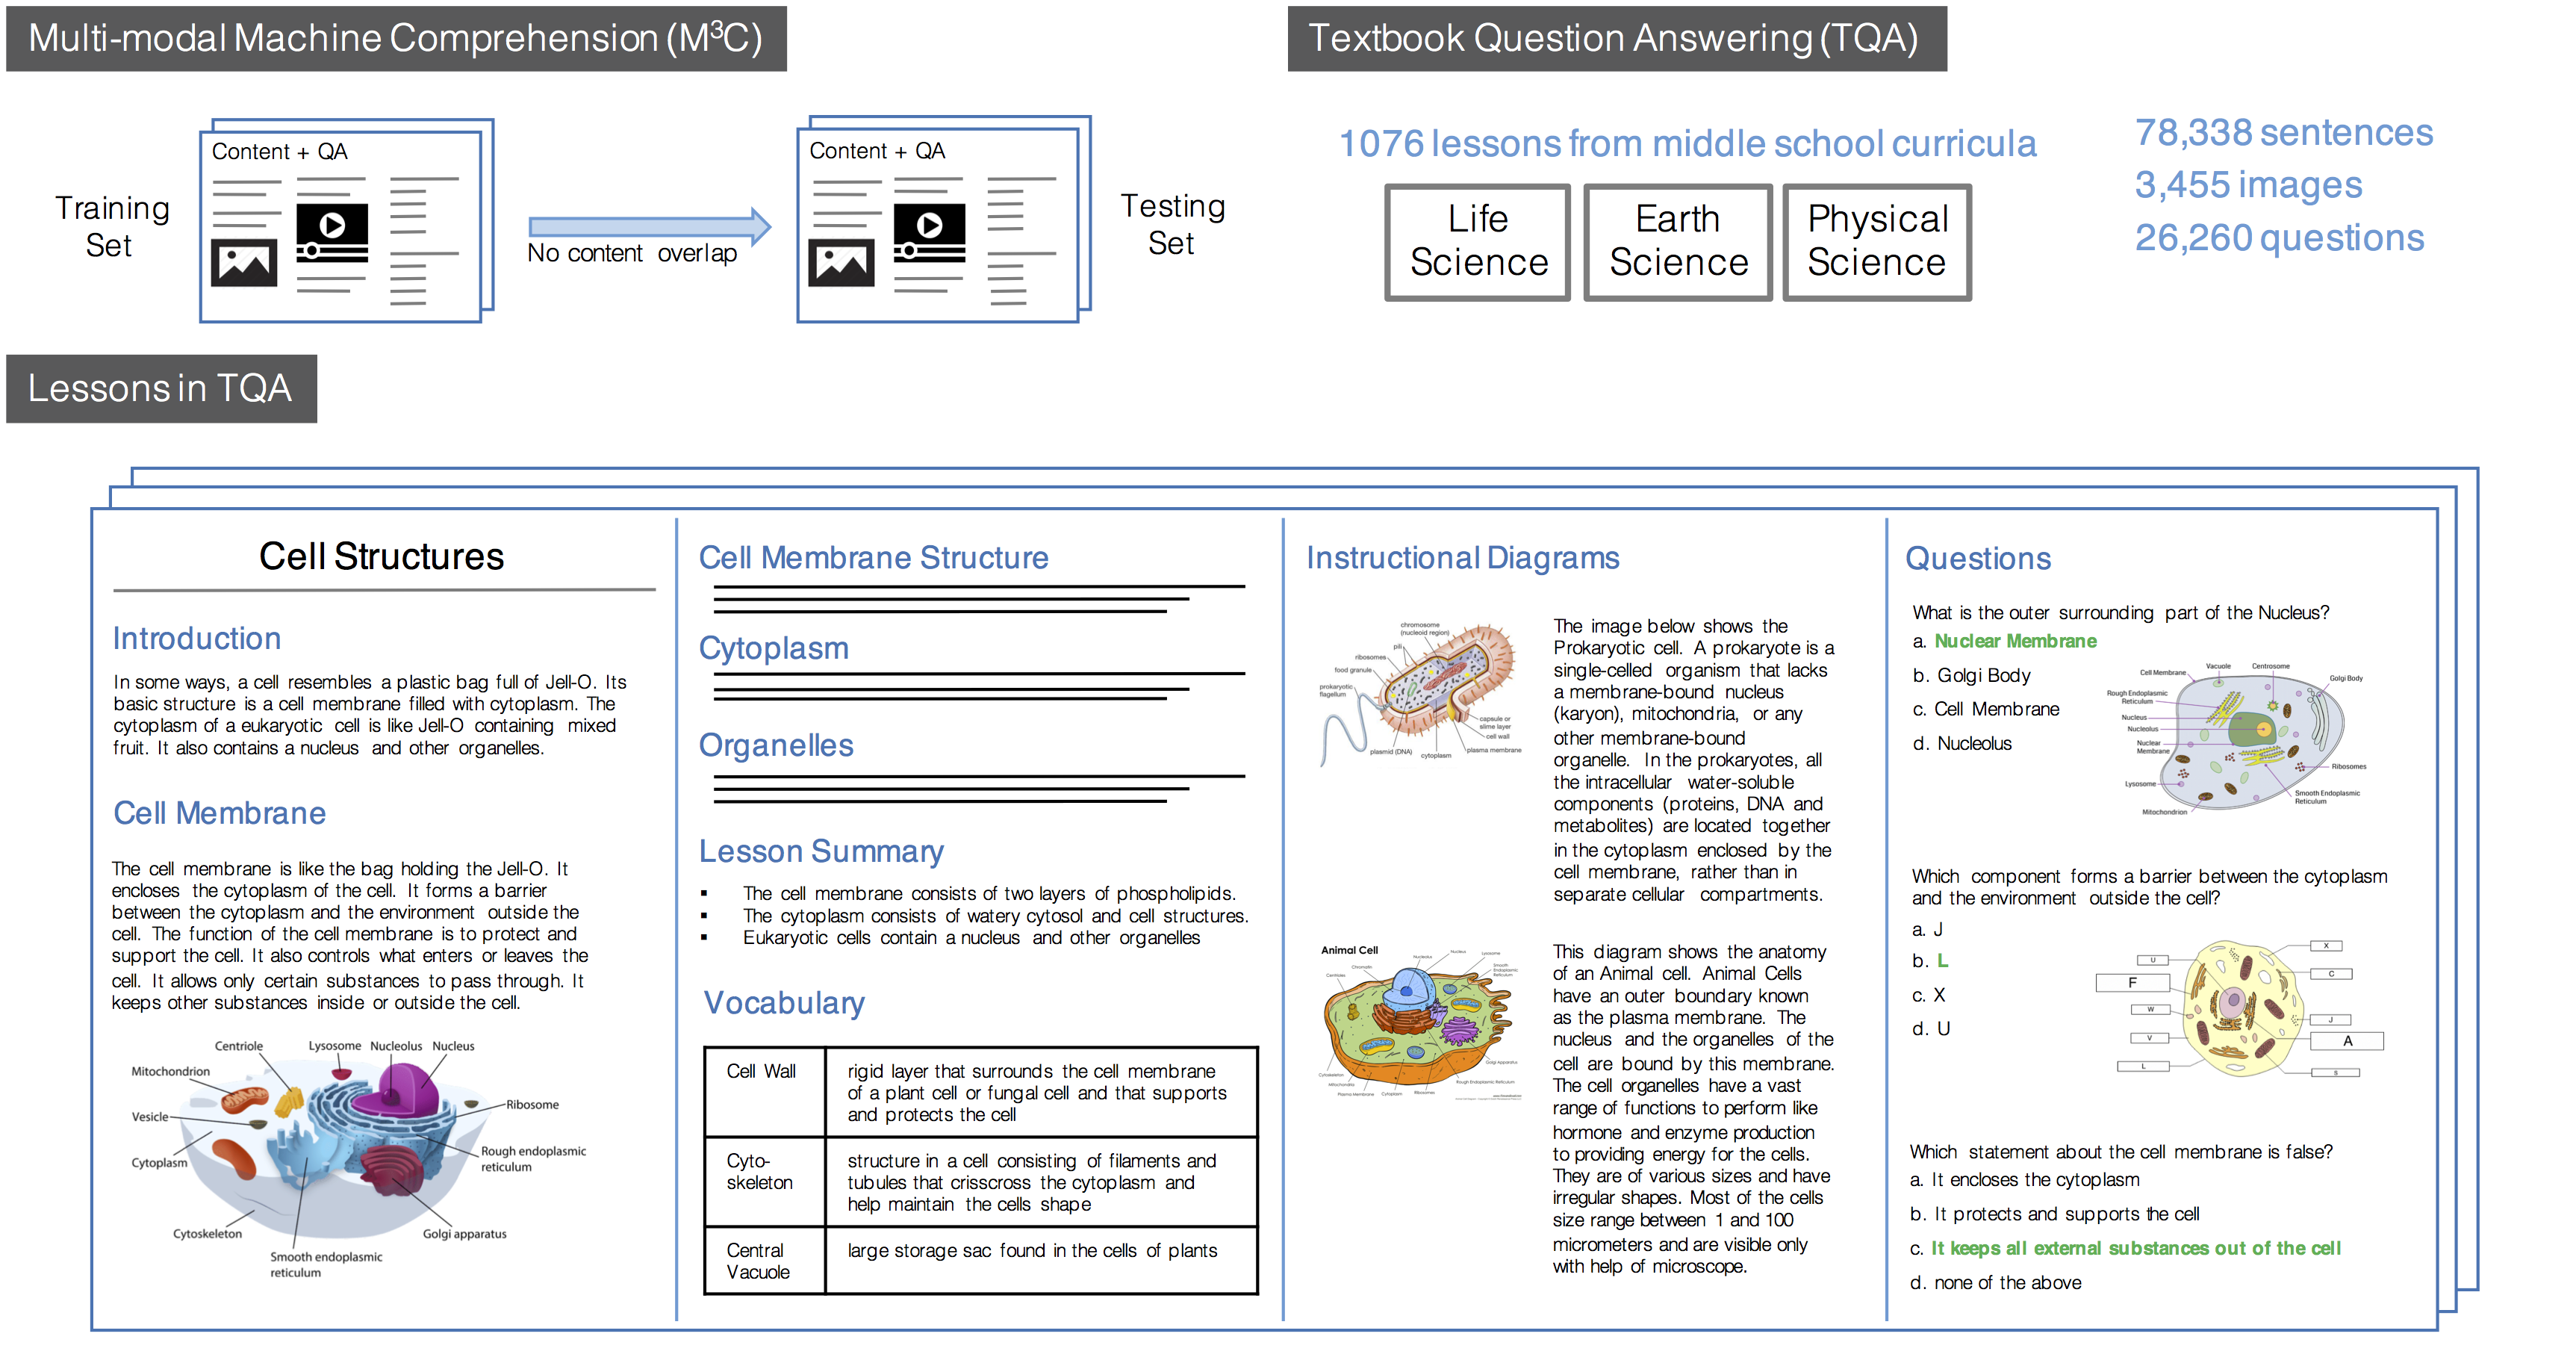 Multi-modal Machine Comprehension (M³C)
Textbook Question Answering (TQA)
Training
Set
Content + QA
No content overlap
Content + QA
Testing
Set
1076 lessons from middle school curricula
Life
Science
Earth
Science
Physical
Science
78,338 sentences
3,455 images
26,260 questions
Lessons in TQA
Cell Structures
Introduction
In some ways, a cell resembles a plastic bag full of Jell-O. Its
basic structure is a cell membrane filled with cytoplasm. The
cytoplasm of a eukaryotic cell is like Jell-O containing mixed
fruit. It also contains a nucleus and other organelles.
Cell Membrane
The cell membrane is like the bag holding the Jell-O. It
encloses the cytoplasm of the cell. It forms a barrier
between the cytoplasm and the environment outside the
cell. The function of the cell membrane is to protect and
support the cell. It also controls what enters or leaves the
cell. It allows only certain substances to pass through. It
keeps other substances inside or outside the cell.
Centriole
Lysosome
Nucleolus
Nucleus
Mitochondrion
Vesicle
Ribosome
Cytoplasm
Rough endoplasmic
reticulum
Cytoskeleton
Golgi apparatus
Smooth endoplasmic
reticulum
Cell Membrane Structure
Cytoplasm
Organelles
Lesson Summary
▪ The cell membrane consists of two layers of phospholipids.
▪ The cytoplasm consists of watery cytosol and cell structures.
▪ Eukaryotic cells contain a nucleus and other organelles
Vocabulary
Cell Wall
rigid layer that surrounds the cell membrane
of a plant cell or fungal cell and that supports
and protects the cell
Cyto-
skeleton
structure in a cell consisting of filaments and
tubules that crisscross the cytoplasm and
help maintain the cells shape
Central
Vacuole
large storage sac found in the cells of plants
Instructional Diagrams
chromosome
(nucleoid region)
pili
ribosomes
food granule
prokaryotic
flagellum
capsule or
slime layer
cell wall
plasma membrane
plasmid (DNA)
cytoplasm
The image below shows the
Prokaryotic cell. A prokaryote is a
single-celled organism that lacks
a membrane-bound nucleus
(karyon), mitochondria, or any
other membrane-bound
organelle. In the prokaryotes, all
the intracellular water-soluble
components (proteins, DNA and
metabolites) are located together
in the cytoplasm enclosed by the
cell membrane, rather than in
separate cellular compartments.
Animal Cell
Nucleus
Lysosome
Nucleolus
Chromatin
Smooth
Endoplasmic
Reticulum
Centrioles
Golgi Apparatus
Cytoskeleton
Mitochondria
Rough Endoplasmic Reticulum
Plasma Membrane
Cytoplasm
Ribosomes
This diagram shows the anatomy
of an Animal cell. Animal Cells
have an outer boundary known
as the plasma membrane. The
nucleus and the organelles of the
cell are bound by this membrane.
The cell organelles have a vast
range of functions to perform like
hormone and enzyme production
to providing energy for the cells.
They are of various sizes and have
irregular shapes. Most of the cells
size range between 1 and 100
micrometers and are visible only
with help of microscope.
Questions
What is the outer surrounding part of the Nucleus?
a. Nuclear Membrane
b. Golgi Body
c. Cell Membrane
d. Nucleolus
Vacuole
Centrosome
Cell Membrane
Golgi Body
Rough Endoplasmic
Reticulum
Nucleus
Nucleolus
Nuclear
Membrane
Ribosomes
Lysosome
Smooth Endoplasmic
Reticulum
Mitochondrion
Which component forms a barrier between the cytoplasm
and the environment outside the cell?
a. J
b. L
c. X
d. U
X
U
C
F
W
J
V
A
L
S
Which statement about the cell membrane is false?
a. It encloses the cytoplasm
b. It protects and supports the cell
c. It keeps all external substances out of the cell
d. none of the above